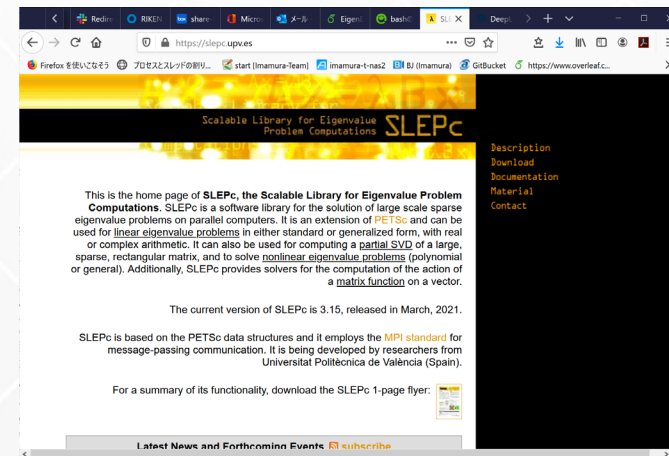 Redire
RIKEN
share-
Micros
メール-
Eigen
bash
SLE
DeepL
https://slepc.upv.es
Firefox を使いこなそう
プロセスとスレッドの割り...
start (Imamura-Team)
imamura-t-nas2
BJ (Imamura)
GitBucket
https://www.overleaf.c...
Scalable Library for Eigenvalue
Problem Computations
SLEPc
Description
Download
Documentation
Material
Contact
This is the home page of SLEPc, the Scalable Library for Eigenvalue Problem
Computations. SLEPc is a software library for the solution of large scale sparse
eigenvalue problems on parallel computers. It is an extension of PETSc and can be
used for linear eigenvalue problems in either standard or generalized form, with real
or complex arithmetic. It can also be used for computing a partial SVD of a large,
sparse, rectangular matrix, and to solve nonlinear eigenvalue problems (polynomial
or general). Additionally, SLEPc provides solvers for the computation of the action of
a matrix function on a vector.
The current version of SLEPc is 3.15, released in March, 2021.
SLEPc is based on the PETSc data structures and it employs the MPI standard for
message-passing communication. It is being developed by researchers from
Universitat Politècnica de València (Spain).
For a summary of its functionality, download the SLEPc 1-page flyer:
Latest News and Forthcoming Events subscribe